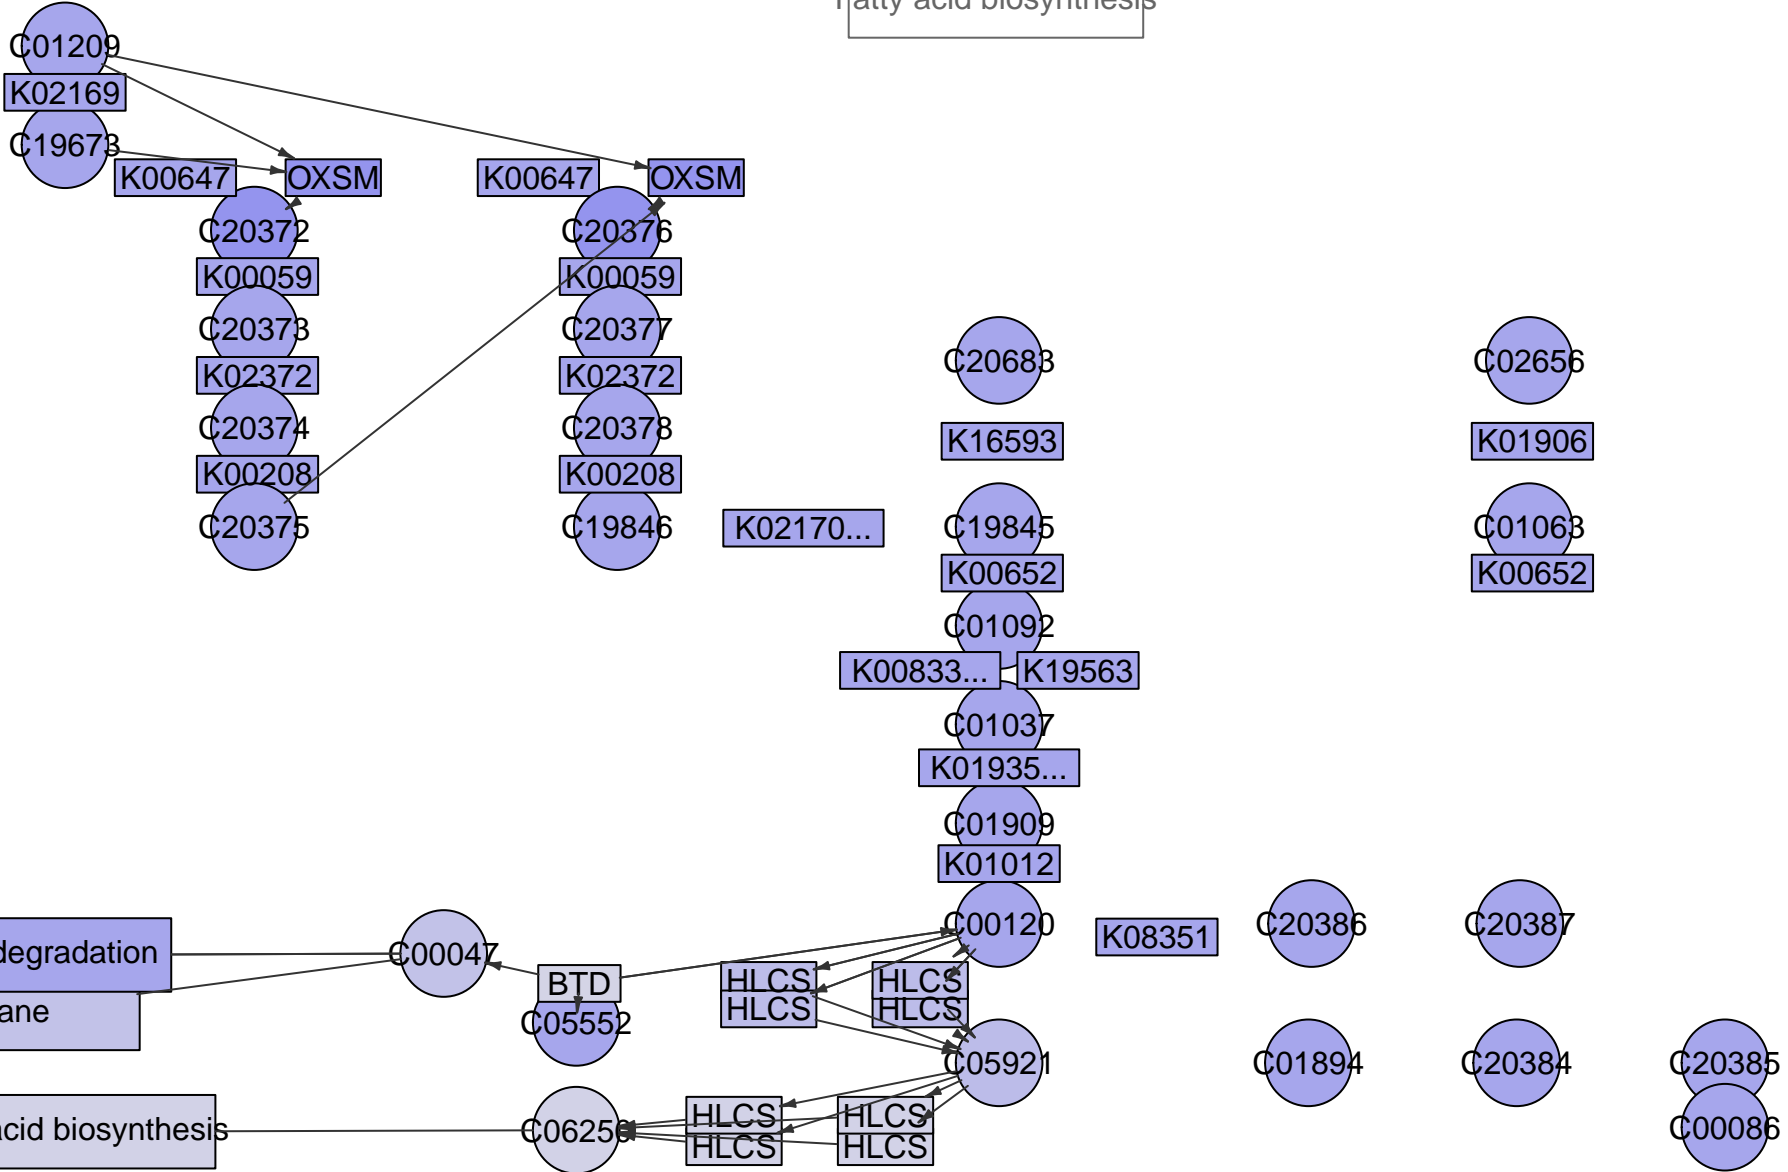 Fatty acid biosynthesis
C01209
K02169
C19673
K00647
OXSM
K00647
OXSM
C20372
C20376
K00059
K00059
C20373
C20377
C20683
C02656
K02372
K02372
C20374
C20378
K16593
K01906
K00208
K00208
C20375
C19846
K02170...
C19845
C01063
K00652
K00652
C01092
K00833...
K19563
C01037
K01935...
C01909
K01012
C00120
K08351
C20386
C20387
degradation
C00047
BTD
HLCS
HLCS
ane
HLCS
HLCS
C05552
C05921
C01894
C20384
C20385
HLCS
HLCS
acid biosynthesis
C06250
C00086
HLCS
HLCS